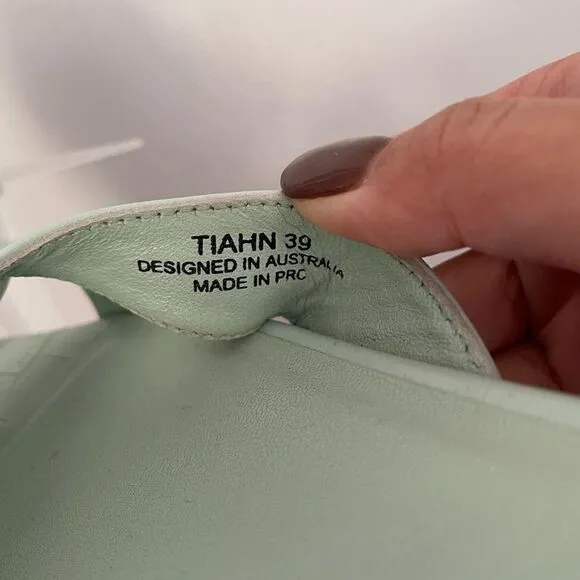 TIAHN 39
DESIGNED IN AUSTRALIA
MADE IN PRC